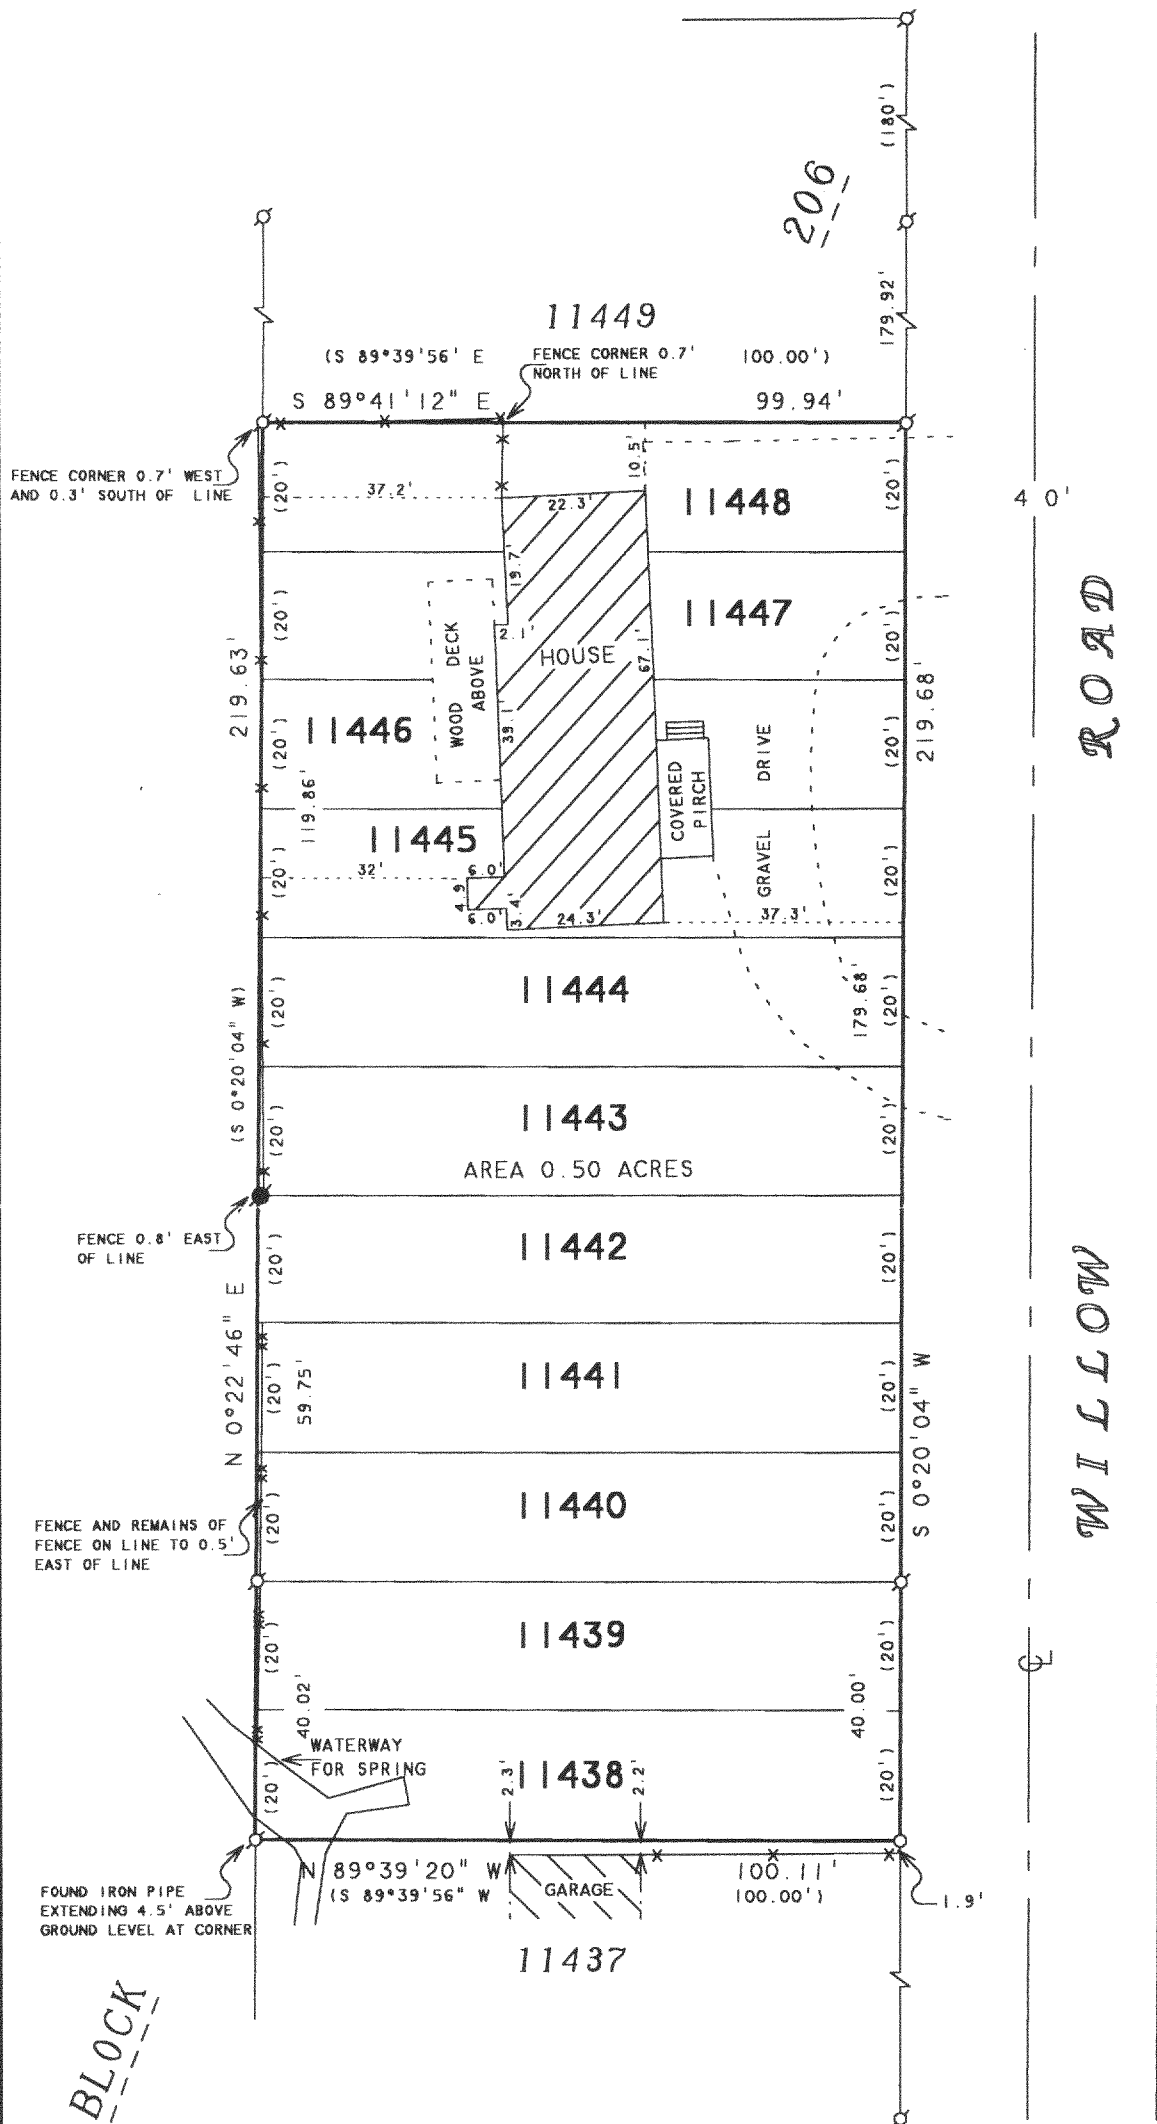 (180')
206
179.92'
11449
(S 89°39'56' E
100.00')
FENCE CORNER 0.7'
NORTH OF LINE
S 89°41'12" E
99.94'
FENCE CORNER 0.7' WEST
AND 0.3' SOUTH OF LINE
(20')
37.2'
22.3'
10.5'
11448
(20')
40'
19.7'
(20')
11447
(20')
2.1'
HOUSE
67.1'
219.63'
219.68'
WOOD DECK
ABOVE
39.1'
11446
(20')
119.86'
COVERED
PIRCH
GRAVEL DRIVE
(20')
ROAD
11445
(20')
32'
6.0'
4.9
6.0'
3.4'
24.3'
37.3'
(20')
11444
(20')
179.68'
(20')
(S 0°20'04" W)
11443
(20')
(20')
AREA 0.50 ACRES
FENCE 0.8' EAST
OF LINE
11442
(20')
(20')
N 0°22'46" E
11441
(20')
59.75'
(20')
S 0°20'04" W
WILLOW
11440
(20')
(20')
FENCE AND REMAINS OF
FENCE ON LINE TO 0.5'
EAST OF LINE
11439
(20')
(20')
40.02'
40.00'
℄
WATERWAY
FOR SPRING
(20')
2.3'
11438
2.2'
(20')
N 89°39'20" W
100.11'
(S 89°39'56" W
100.00')
GARAGE
1.9'
FOUND IRON PIPE
EXTENDING 4.5' ABOVE
GROUND LEVEL AT CORNER
11437
BLOCK